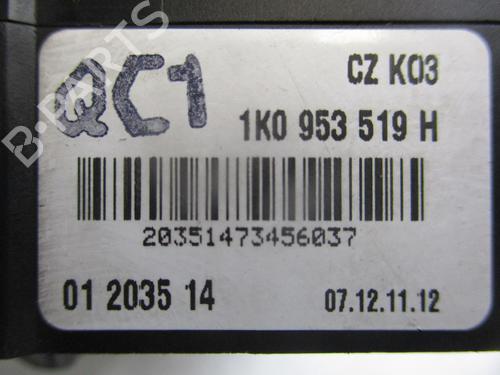 B-PARTS
QC1
CZ K03
1K0 953 519 H
20351473456037
01 2035 14
07.12.11.12